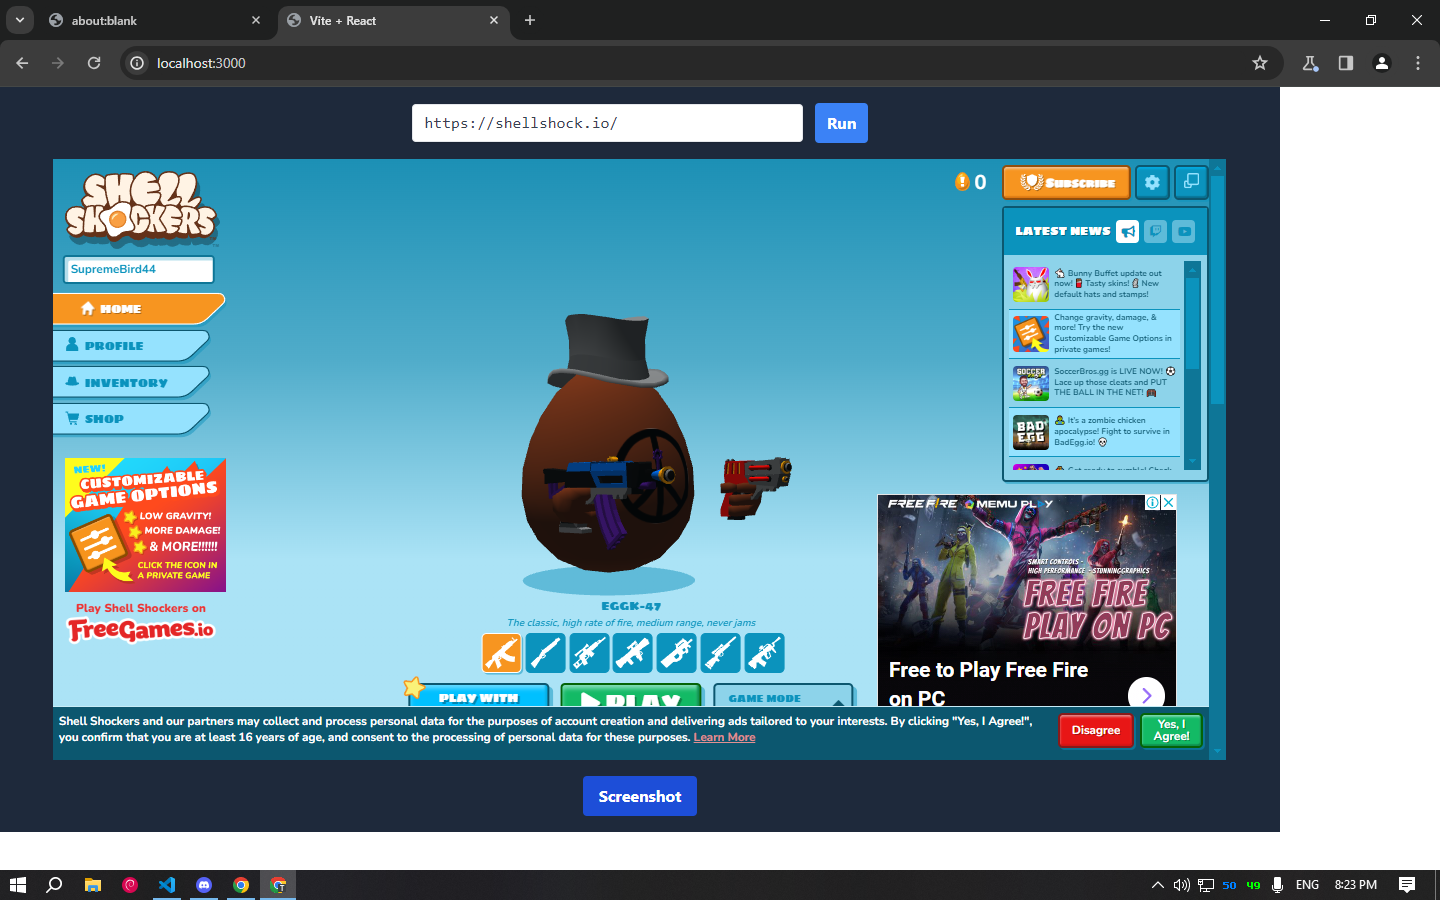 about:blank
Vite + React
localhost:3000
https://shellshock.io/
Run
SHELL
SHOCKERS
0
SUBSCRIBE
SupremeBird44
LATEST NEWS
Bunny Buffet update out
now! Tasty skins! New
default hats and stamps!
HOME
Change gravity, damage, &
more! Try the new
Customizable Game Options in
private games!
PROFILE
INVENTORY
SHOP
SoccerBros.gg is LIVE NOW!
Lace up those cleats and PUT
THE BALL IN THE NET!
SOCCER
It's a zombie chicken
apocalypse! Fight to survive in
BadEgg.io!
BAD
EGG
NEW!
CUSTOMIZABLE
GAME OPTIONS
LOW GRAVITY!
MORE DAMAGE!
& MORE!!!!!!
CLICK THE ICON IN
A PRIVATE GAME
Play Shell Shockers on
FreeGames.io
EGGK-47
The classic, high rate of fire, medium range, never jams
PLAY WITH
PLAY
GAME MODE
FREE FIRE
MEMU PLAY
SMART CONTROLS -
HIGH PERFORMANCE - STUNNINGGRAPHICS
FREE FIRE
PLAY ON PC
Free to Play Free Fire
on PC
Shell Shockers and our partners may collect and process personal data for the purposes of account creation and delivering ads tailored to your interests. By clicking "Yes, I Agree!",
you confirm that you are at least 16 years of age, and consent to the processing of personal data for these purposes. Learn More
Disagree
Yes, I
Agree!
Screenshot
50
49
ENG
8:23 PM